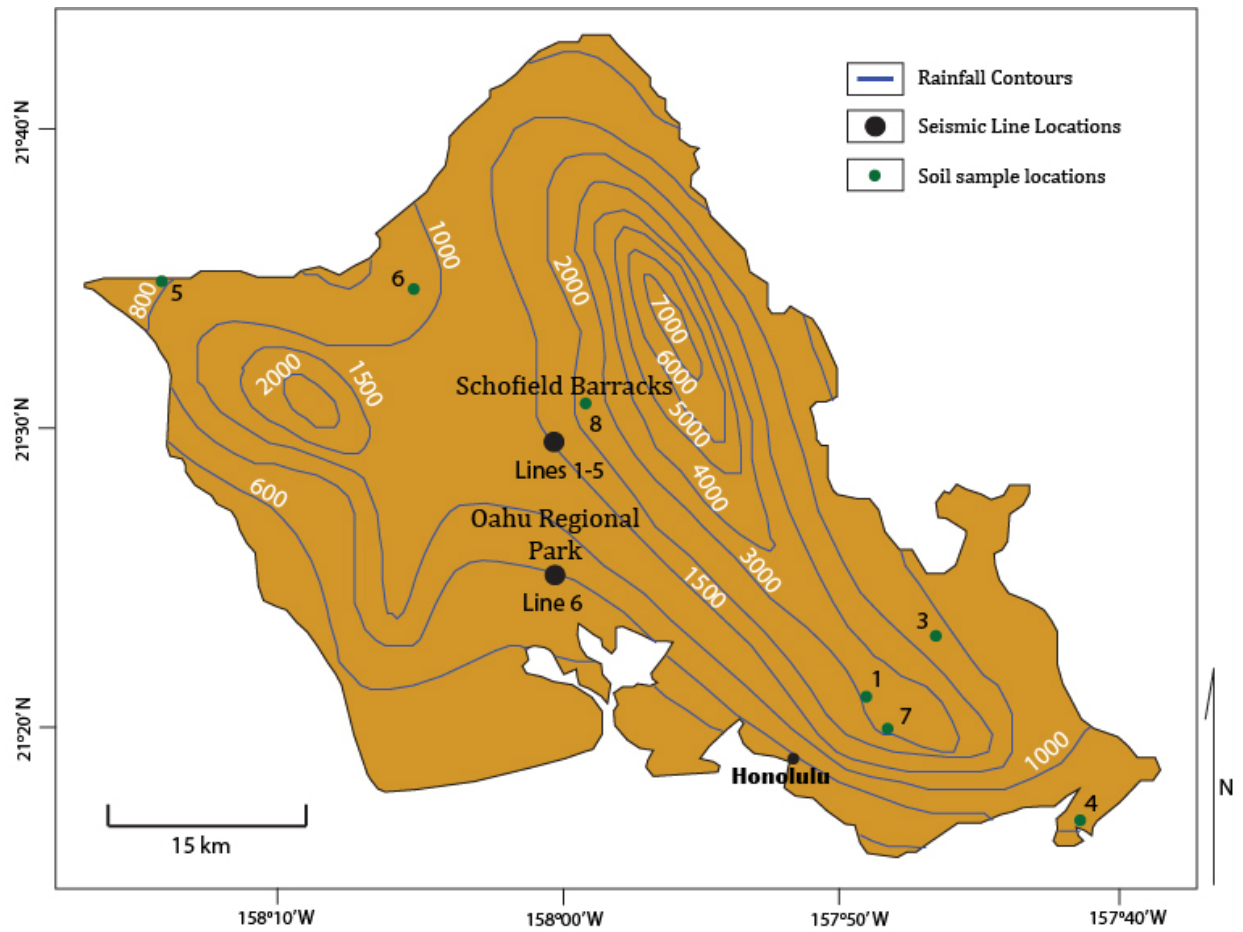 Rainfall Contours
Seismic Line Locations
Soil sample locations
21°40′N
21°30′N
21°20′N
1000
6
5
800
2000
7000
2000
1500
6000
Schofield Barracks
8
5000
Lines 1-5
4000
600
Oahu Regional
Park
3000
1500
Line 6
3
1
7
1000
Honolulu
4
N
15 km
158°10′W
158°00′W
157°50′W
157°40′W